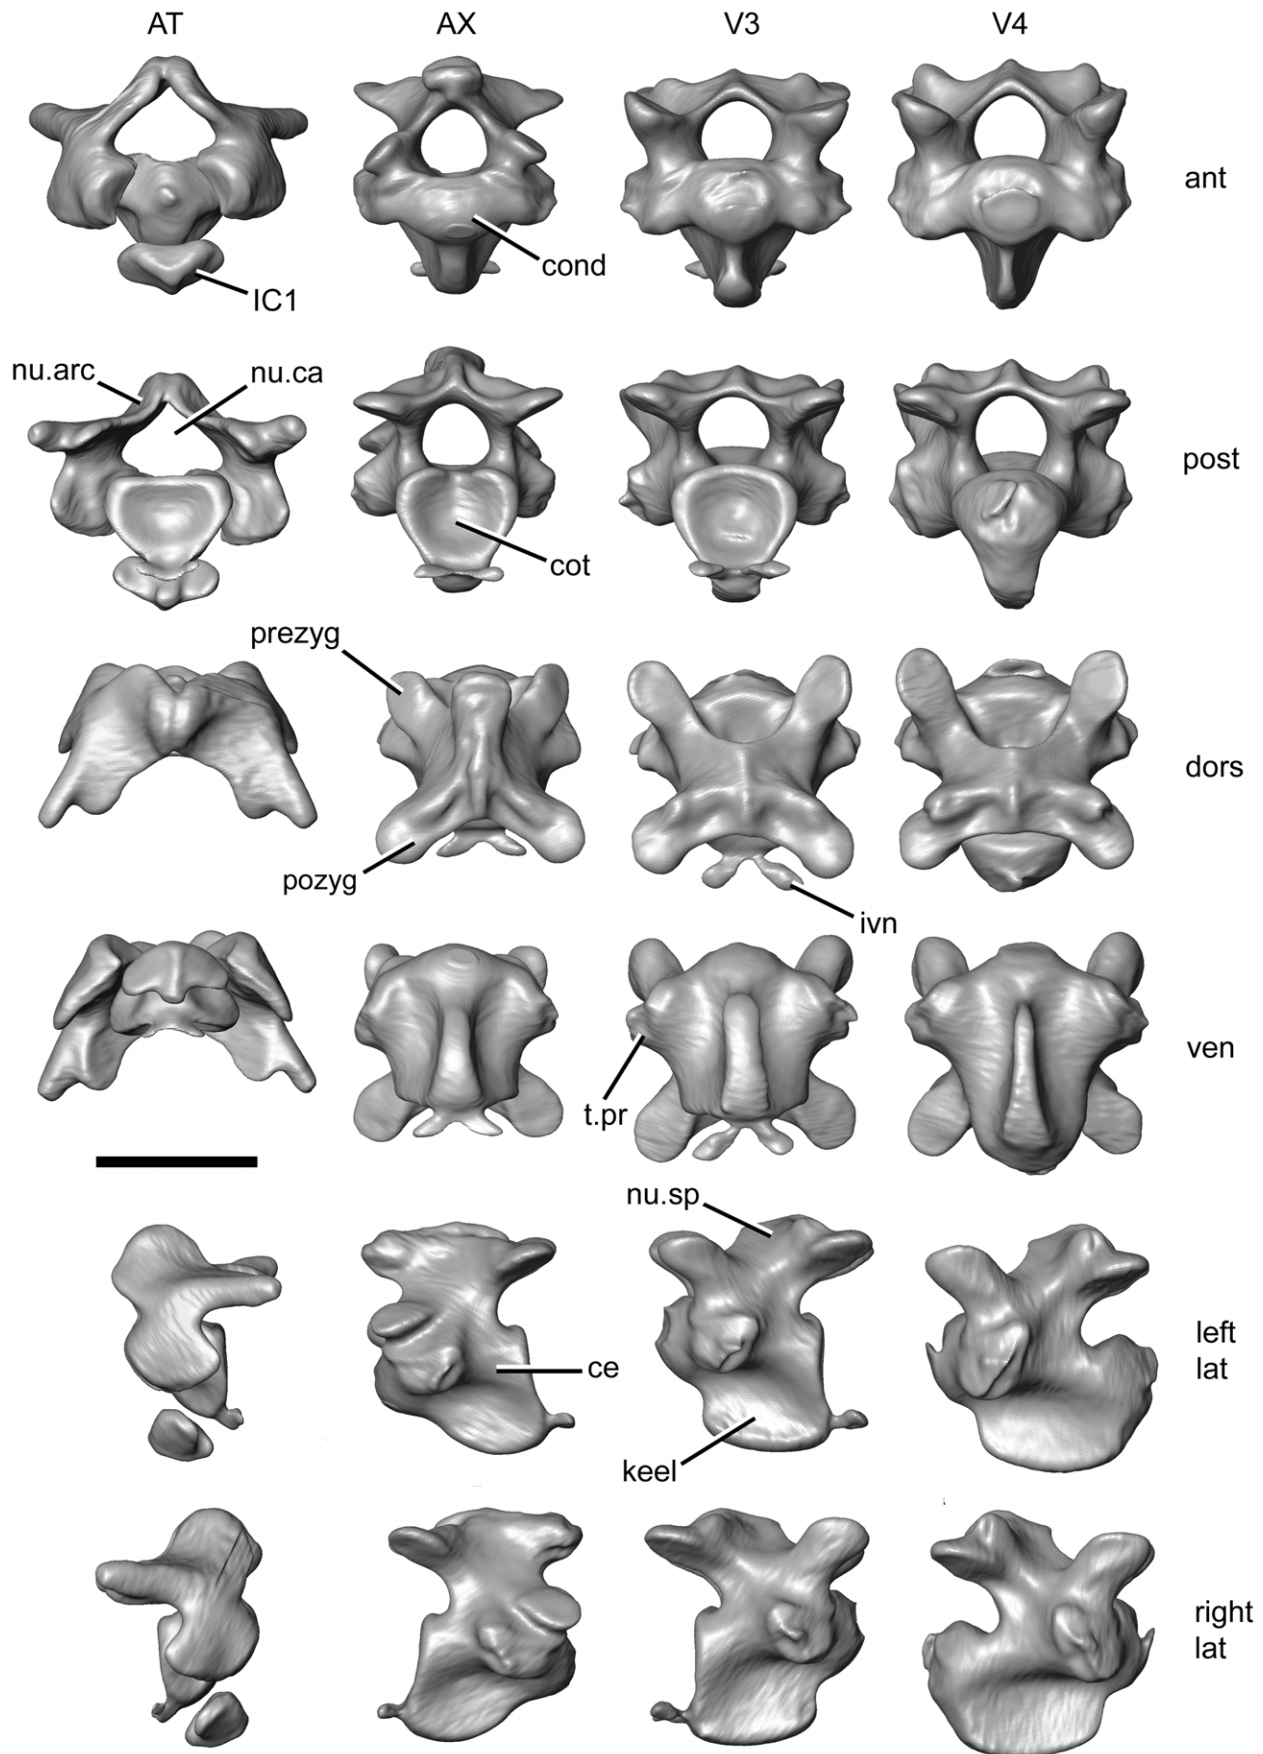 AT
AX
V3
V4
ant
cond
IC1
nu.arc
nu.ca
post
cot
prezyg
dors
pozyg
ivn
ven
t.pr
nu.sp
left
lat
ce
keel
right
lat